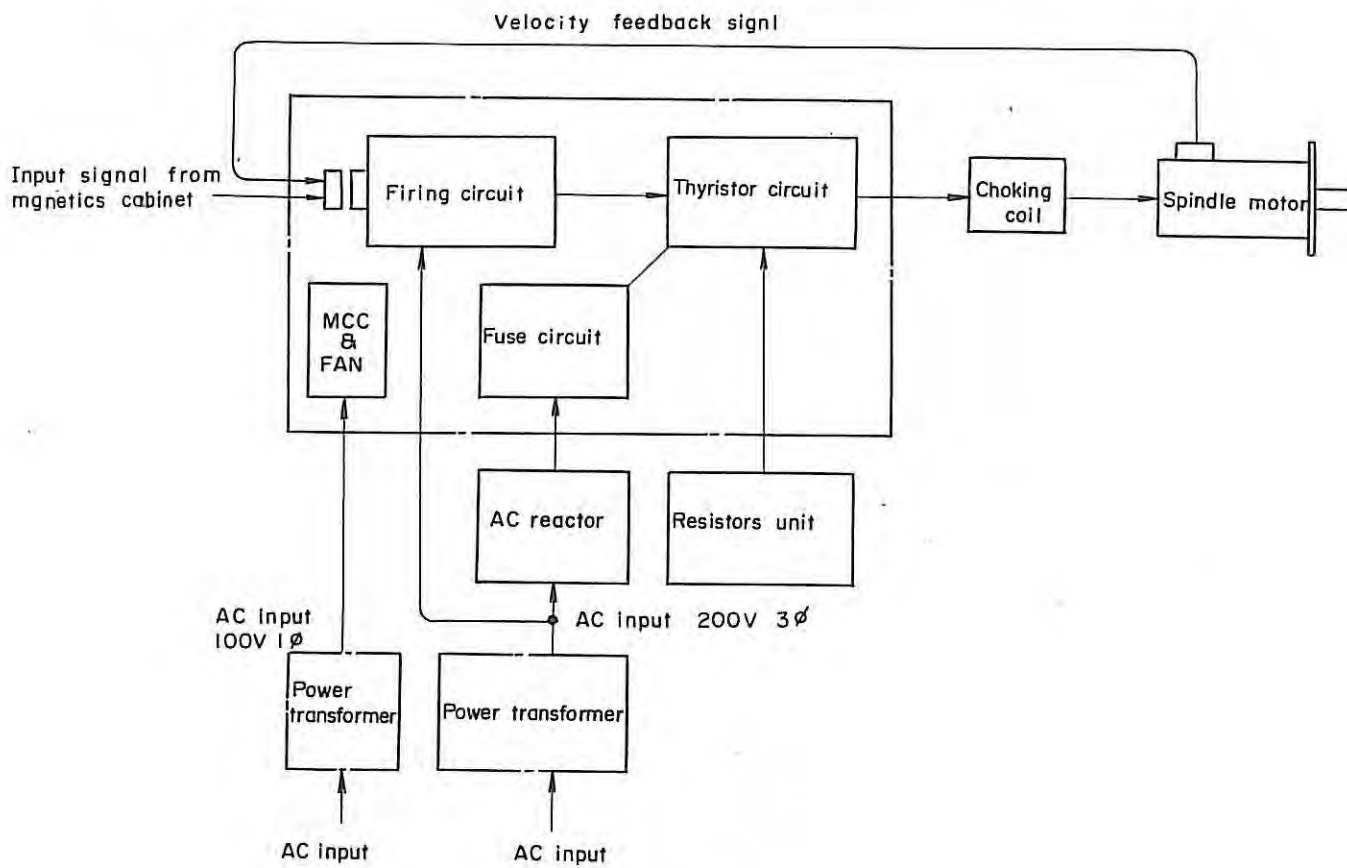 Velocity feedback signl
Input signal from
mgnetics cabinet
Firing circuit
Thyristor circuit
Choking
coil
Spindle motor
MCC
&
FAN
Fuse circuit
AC reactor
Resistors unit
AC input
100V 1ø
AC input 200V 3ø
Power
transformer
Power transformer
AC input
AC input